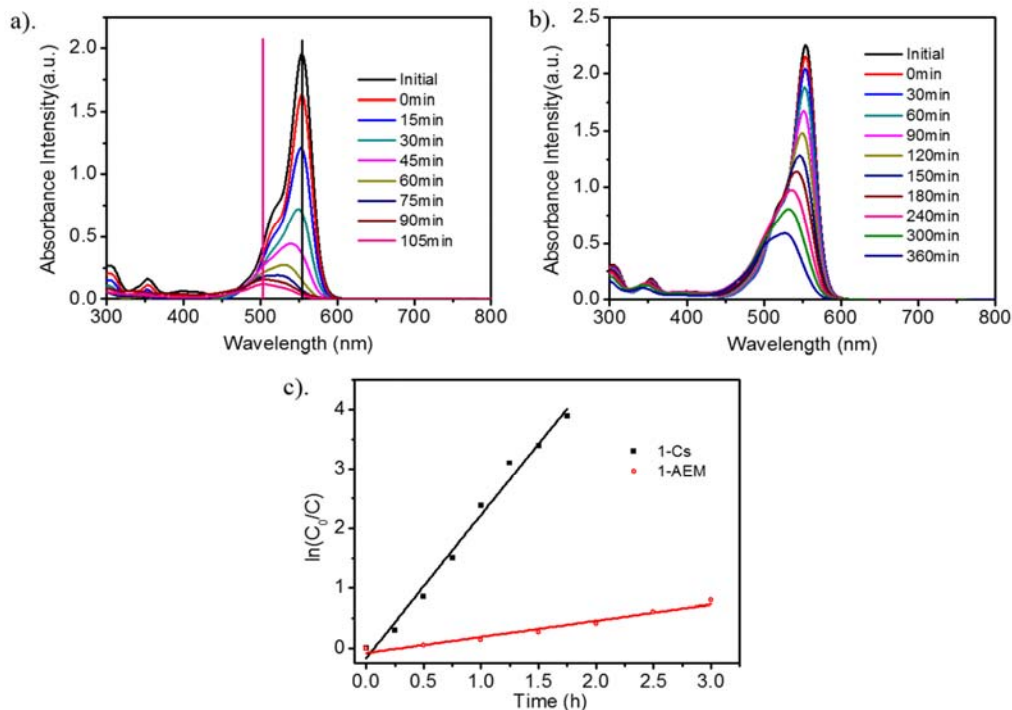 a).
Absorbance Intensity(a.u.)
2.0
1.5
1.0
0.5
0.0
300
400
500
600
700
800
Wavelength (nm)
Initial
0min
15min
30min
45min
60min
75min
90min
105min
b).
Absorbance Intensity(a.u.)
2.5
2.0
1.5
1.0
0.5
0.0
300
400
500
600
700
800
Wavelength (nm)
Initial
0min
30min
60min
90min
120min
150min
180min
240min
300min
360min
c).
ln(C₀/C)
4
3
2
1
0
0.0
0.5
1.0
1.5
2.0
2.5
3.0
Time (h)
1-Cs
1-AEM